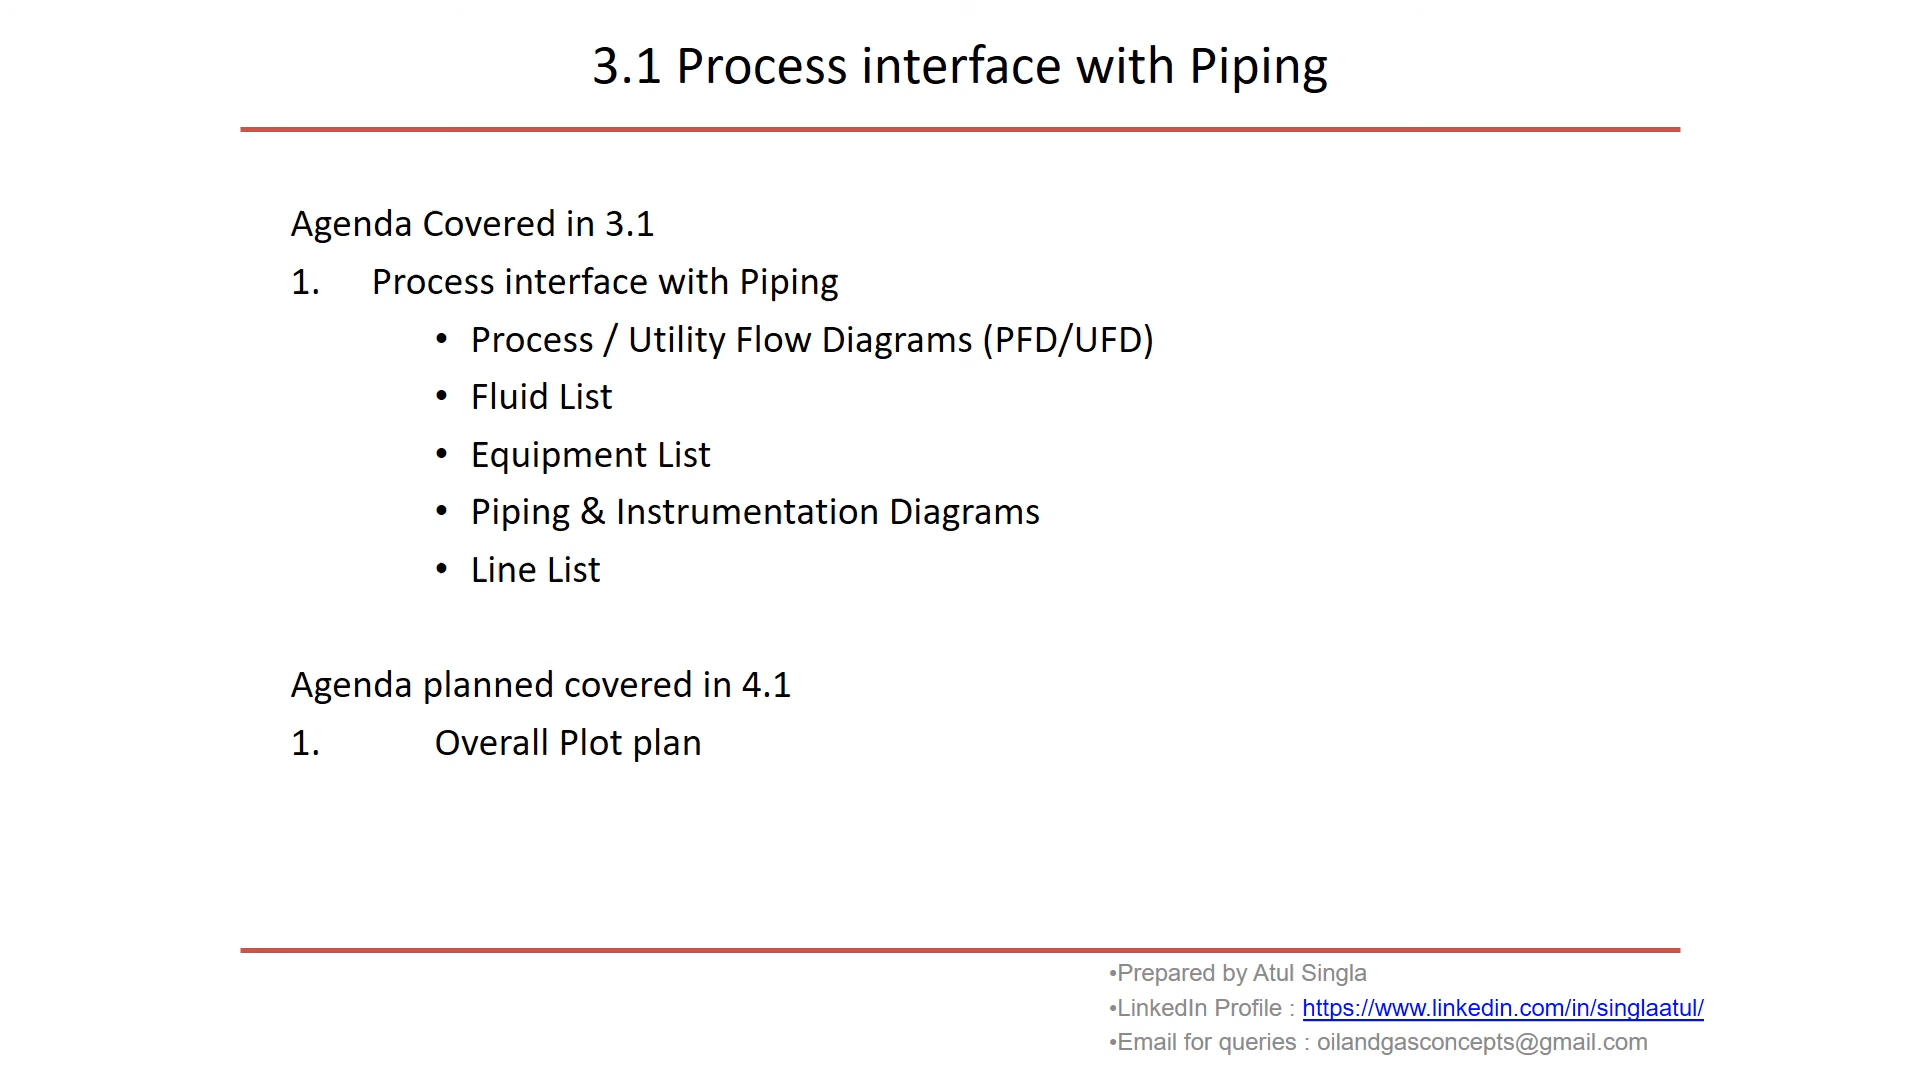 3.1 Process interface with Piping
Agenda Covered in 3.1
1. Process interface with Piping
• Process / Utility Flow Diagrams (PFD/UFD)
• Fluid List
• Equipment List
• Piping & Instrumentation Diagrams
• Line List
Agenda planned covered in 4.1
1. Overall Plot plan
•Prepared by Atul Singla
•LinkedIn Profile : https://www.linkedin.com/in/singlaatul/
•Email for queries : oilandgasconcepts@gmail.com